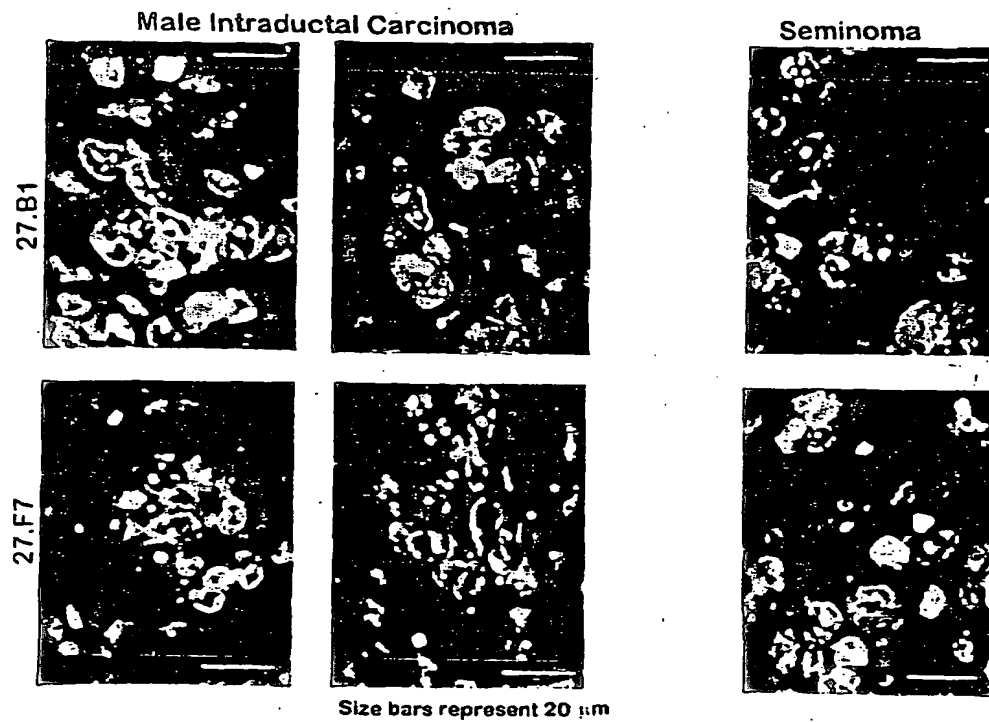 Male Intraductal Carcinoma
Seminoma
27.B1
27.F7
Size bars represent 20 µm